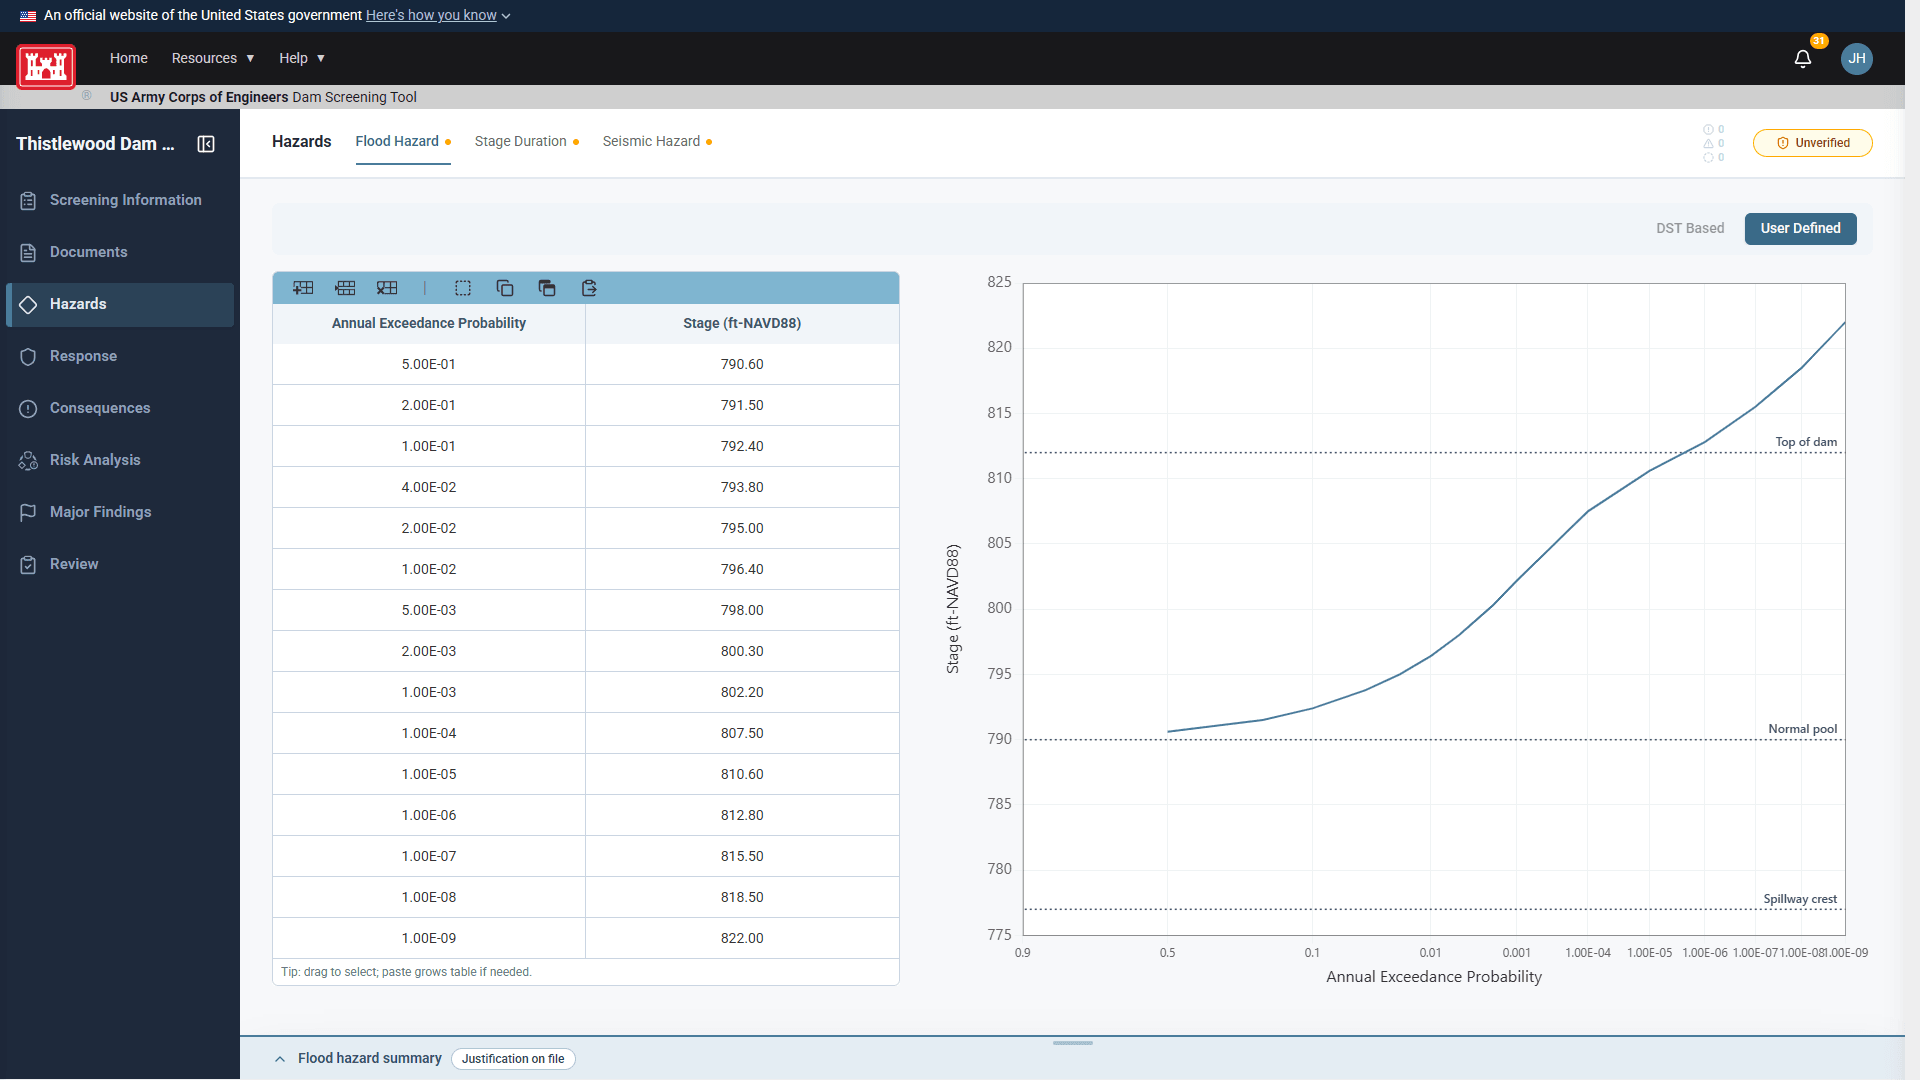 An official website of the United States government Here's how you know
Home Resources ▼ Help ▼
31
JH
® US Army Corps of Engineers Dam Screening Tool
Thistlewood Dam ...
Screening Information
Documents
Hazards
Response
Consequences
Risk Analysis
Major Findings
Review
Hazards Flood Hazard Stage Duration Seismic Hazard
0
0
0
Unverified
DST Based User Defined
Annual Exceedance Probability Stage (ft-NAVD88)
5.00E-01 790.60
2.00E-01 791.50
1.00E-01 792.40
4.00E-02 793.80
2.00E-02 795.00
1.00E-02 796.40
5.00E-03 798.00
2.00E-03 800.30
1.00E-03 802.20
1.00E-04 807.50
1.00E-05 810.60
1.00E-06 812.80
1.00E-07 815.50
1.00E-08 818.50
1.00E-09 822.00
Tip: drag to select; paste grows table if needed.
Stage (ft-NAVD88)
825
820
815
810
805
800
795
790
785
780
775
Top of dam
Normal pool
Spillway crest
0.9 0.5 0.1 0.01 0.001 1.00E-04 1.00E-05 1.00E-06 1.00E-07 1.00E-08 1.00E-09
Annual Exceedance Probability
Flood hazard summary Justification on file